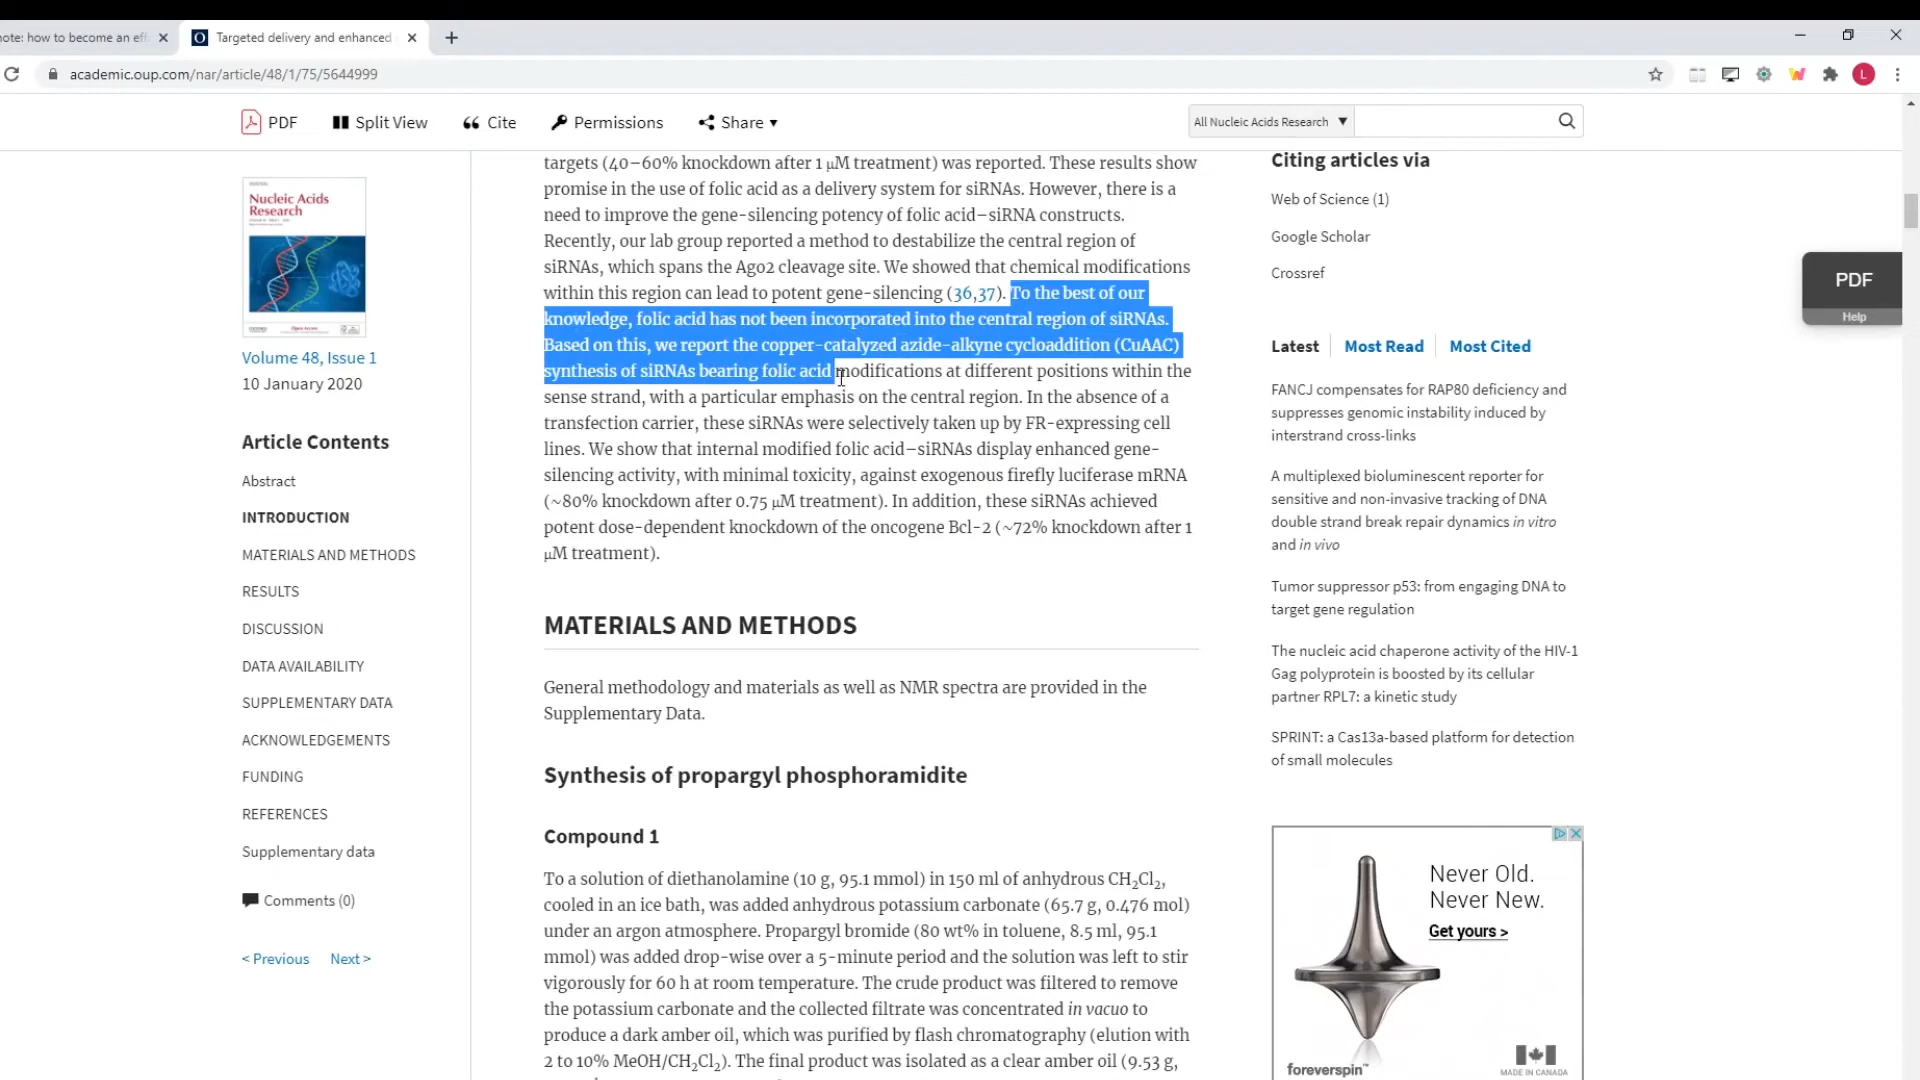 note: how to become an eff
Targeted delivery and enhanced
academic.oup.com/nar/article/48/1/75/5644999
L
PDF
Split View
Cite
Permissions
Share
All Nucleic Acids Research
Nucleic Acids
Research
Volume 48, Issue 1
10 January 2020
Article Contents
Abstract
INTRODUCTION
MATERIALS AND METHODS
RESULTS
DISCUSSION
DATA AVAILABILITY
SUPPLEMENTARY DATA
ACKNOWLEDGEMENTS
FUNDING
REFERENCES
Supplementary data
Comments (0)
< Previous Next >
targets (40–60% knockdown after 1 μM treatment) was reported. These results show
promise in the use of folic acid as a delivery system for siRNAs. However, there is a
need to improve the gene-silencing potency of folic acid–siRNA constructs.
Recently, our lab group reported a method to destabilize the central region of
siRNAs, which spans the Ago2 cleavage site. We showed that chemical modifications
within this region can lead to potent gene-silencing (36,37). To the best of our
knowledge, folic acid has not been incorporated into the central region of siRNAs.
Based on this, we report the copper-catalyzed azide-alkyne cycloaddition (CuAAC)
synthesis of siRNAs bearing folic acid modifications at different positions within the
sense strand, with a particular emphasis on the central region. In the absence of a
transfection carrier, these siRNAs were selectively taken up by FR-expressing cell
lines. We show that internal modified folic acid–siRNAs display enhanced gene-
silencing activity, with minimal toxicity, against exogenous firefly luciferase mRNA
(~80% knockdown after 0.75 μM treatment). In addition, these siRNAs achieved
potent dose-dependent knockdown of the oncogene Bcl-2 (~72% knockdown after 1
μM treatment).
MATERIALS AND METHODS
General methodology and materials as well as NMR spectra are provided in the
Supplementary Data.
Synthesis of propargyl phosphoramidite
Compound 1
To a solution of diethanolamine (10 g, 95.1 mmol) in 150 ml of anhydrous CH₂Cl₂,
cooled in an ice bath, was added anhydrous potassium carbonate (65.7 g, 0.476 mol)
under an argon atmosphere. Propargyl bromide (80 wt% in toluene, 8.5 ml, 95.1
mmol) was added drop-wise over a 5-minute period and the solution was left to stir
vigorously for 60 h at room temperature. The crude product was filtered to remove
the potassium carbonate and the collected filtrate was concentrated in vacuo to
produce a dark amber oil, which was purified by flash chromatography (elution with
2 to 10% MeOH/CH₂Cl₂). The final product was isolated as a clear amber oil (9.53 g,
Citing articles via
Web of Science (1)
Google Scholar
Crossref
PDF
Help
Latest Most Read Most Cited
FANCJ compensates for RAP80 deficiency and
suppresses genomic instability induced by
interstrand cross-links
A multiplexed bioluminescent reporter for
sensitive and non-invasive tracking of DNA
double strand break repair dynamics in vitro
and in vivo
Tumor suppressor p53: from engaging DNA to
target gene regulation
The nucleic acid chaperone activity of the HIV-1
Gag polyprotein is boosted by its cellular
partner RPL7: a kinetic study
SPRINT: a Cas13a-based platform for detection
of small molecules
Never Old.
Never New.
Get yours >
foreverspin™
MADE IN CANADA